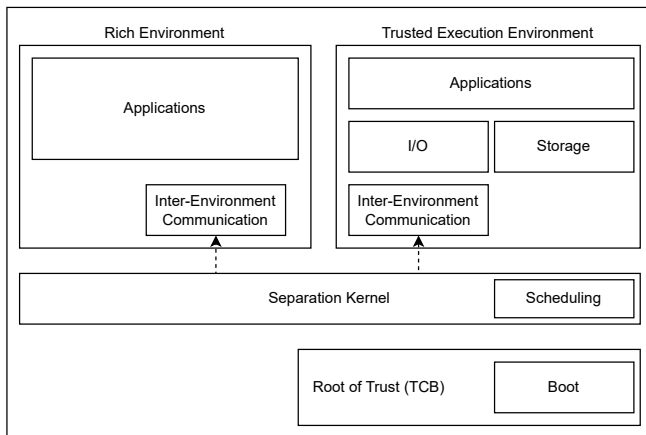 Rich Environment
Applications
Inter-Environment
Communication
Trusted Execution Environment
Applications
I/O
Storage
Inter-Environment
Communication
Separation Kernel
Scheduling
Root of Trust (TCB)
Boot